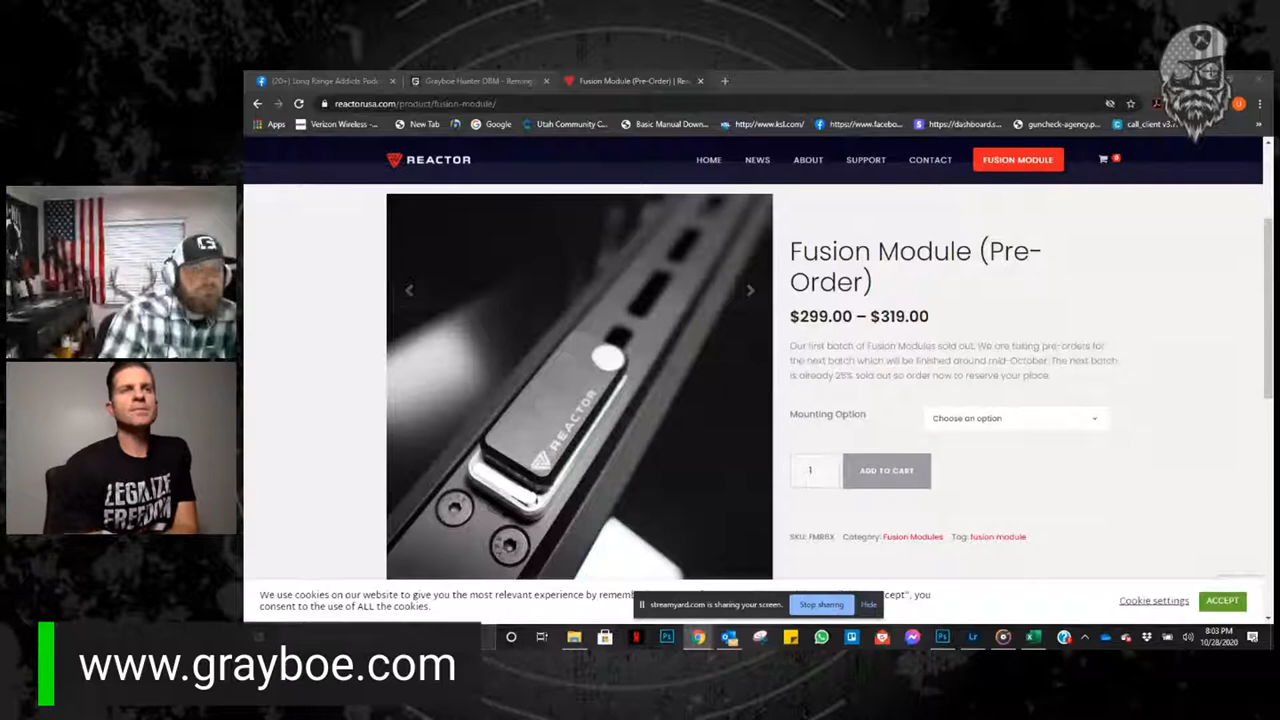 (20+) Long Range Addicts Pod
Grayboe Hunter DBM - Reming
Fusion Module (Pre-Order) | Re
reactorusa.com/product/fusion-module/
Apps
Verizon Wireless -...
New Tab
Google
Utah Community C...
Basic Manual Down...
http://www.ksl.com/
https://www.facebo...
https://dashboard.s...
guncheck-agency.p...
call_client v3.7
REACTOR
HOME
NEWS
ABOUT
SUPPORT
CONTACT
FUSION MODULE
0
Fusion Module (Pre-
Order)
$299.00 – $319.00
Our first batch of Fusion Modules sold out. We are taking pre-orders for
the next batch which will be finished around mid-October. The next batch
is already 25% sold out so order now to reserve your place.
Mounting Option
Choose an option
1
ADD TO CART
SKU: FMRBX Category: Fusion Modules Tag: fusion module
REACTOR
G
LEGALIZE
FREEDOM
We use cookies on our website to give you the most relevant experience by remem
ccept", you
consent to the use of ALL the cookies.
streamyard.com is sharing your screen.
Stop sharing
Hide
Cookie settings
ACCEPT
8:03 PM
10/28/2020
www.grayboe.com